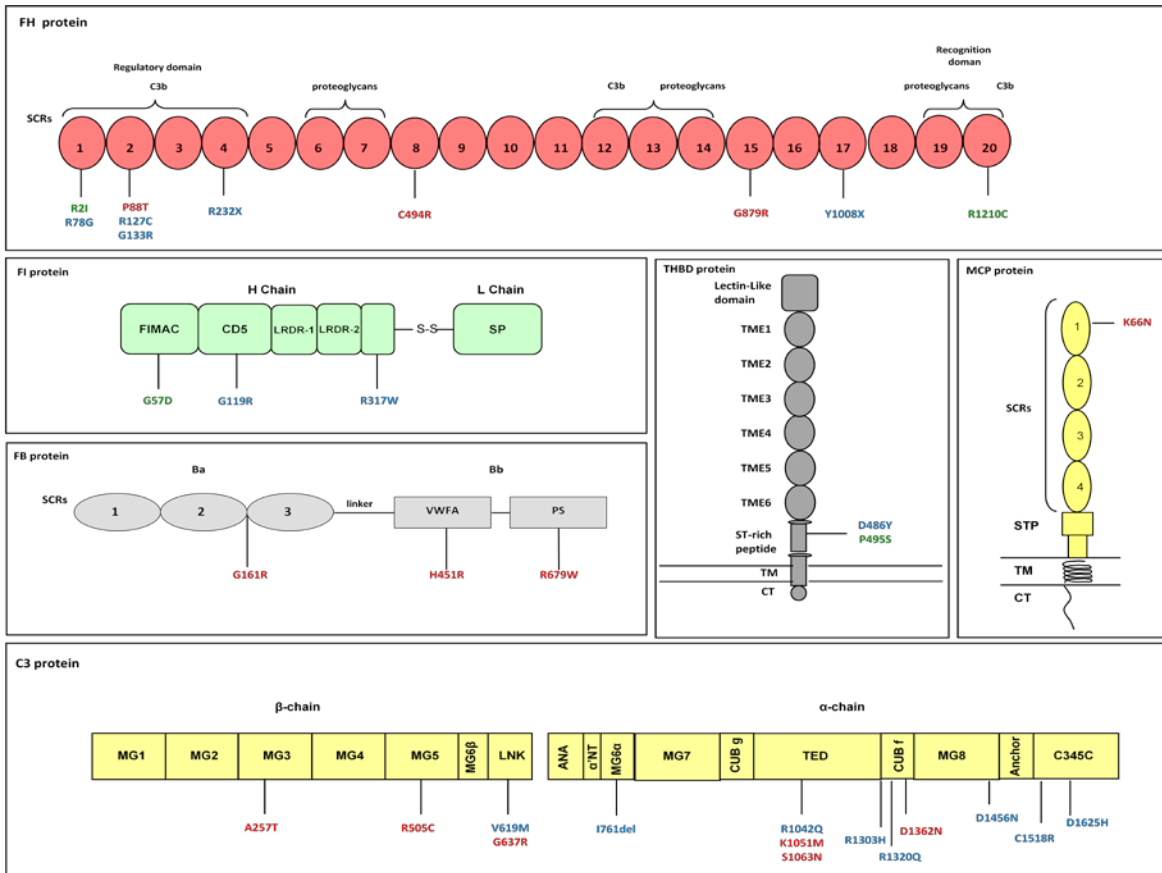 FH protein
Regulatory domain
C3b
proteoglycans
C3b
proteoglycans
Recognition
doman
proteoglycans
C3b
SCRs
1
2
3
4
5
6
7
8
9
10
11
12
13
14
15
16
17
18
19
20
R2I
R78G
P88T
R127C
G133R
R232X
C494R
G879R
Y1008X
R1210C
FI protein
H Chain
L Chain
FIMAC
CD5
LRDR-1
LRDR-2
S-S
SP
G57D
G119R
R317W
FB protein
Ba
Bb
SCRs
1
2
3
linker
VWFA
PS
G161R
H451R
R679W
THBD protein
Lectin-Like
domain
TME1
TME2
TME3
TME4
TME5
TME6
ST-rich
peptide
D486Y
P495S
TM
CT
MCP protein
1
K66N
2
SCRs
3
4
STP
TM
CT
C3 protein
β-chain
α-chain
MG1
MG2
MG3
MG4
MG5
MG6β
LNK
ANA
α'NT
MG6α
MG7
CUB g
TED
CUB f
MG8
Anchor
C345C
A257T
R505C
V619M
G637R
I761del
R1042Q
K1051M
S1063N
R1303H
R1320Q
D1362N
D1456N
C1518R
D1625H